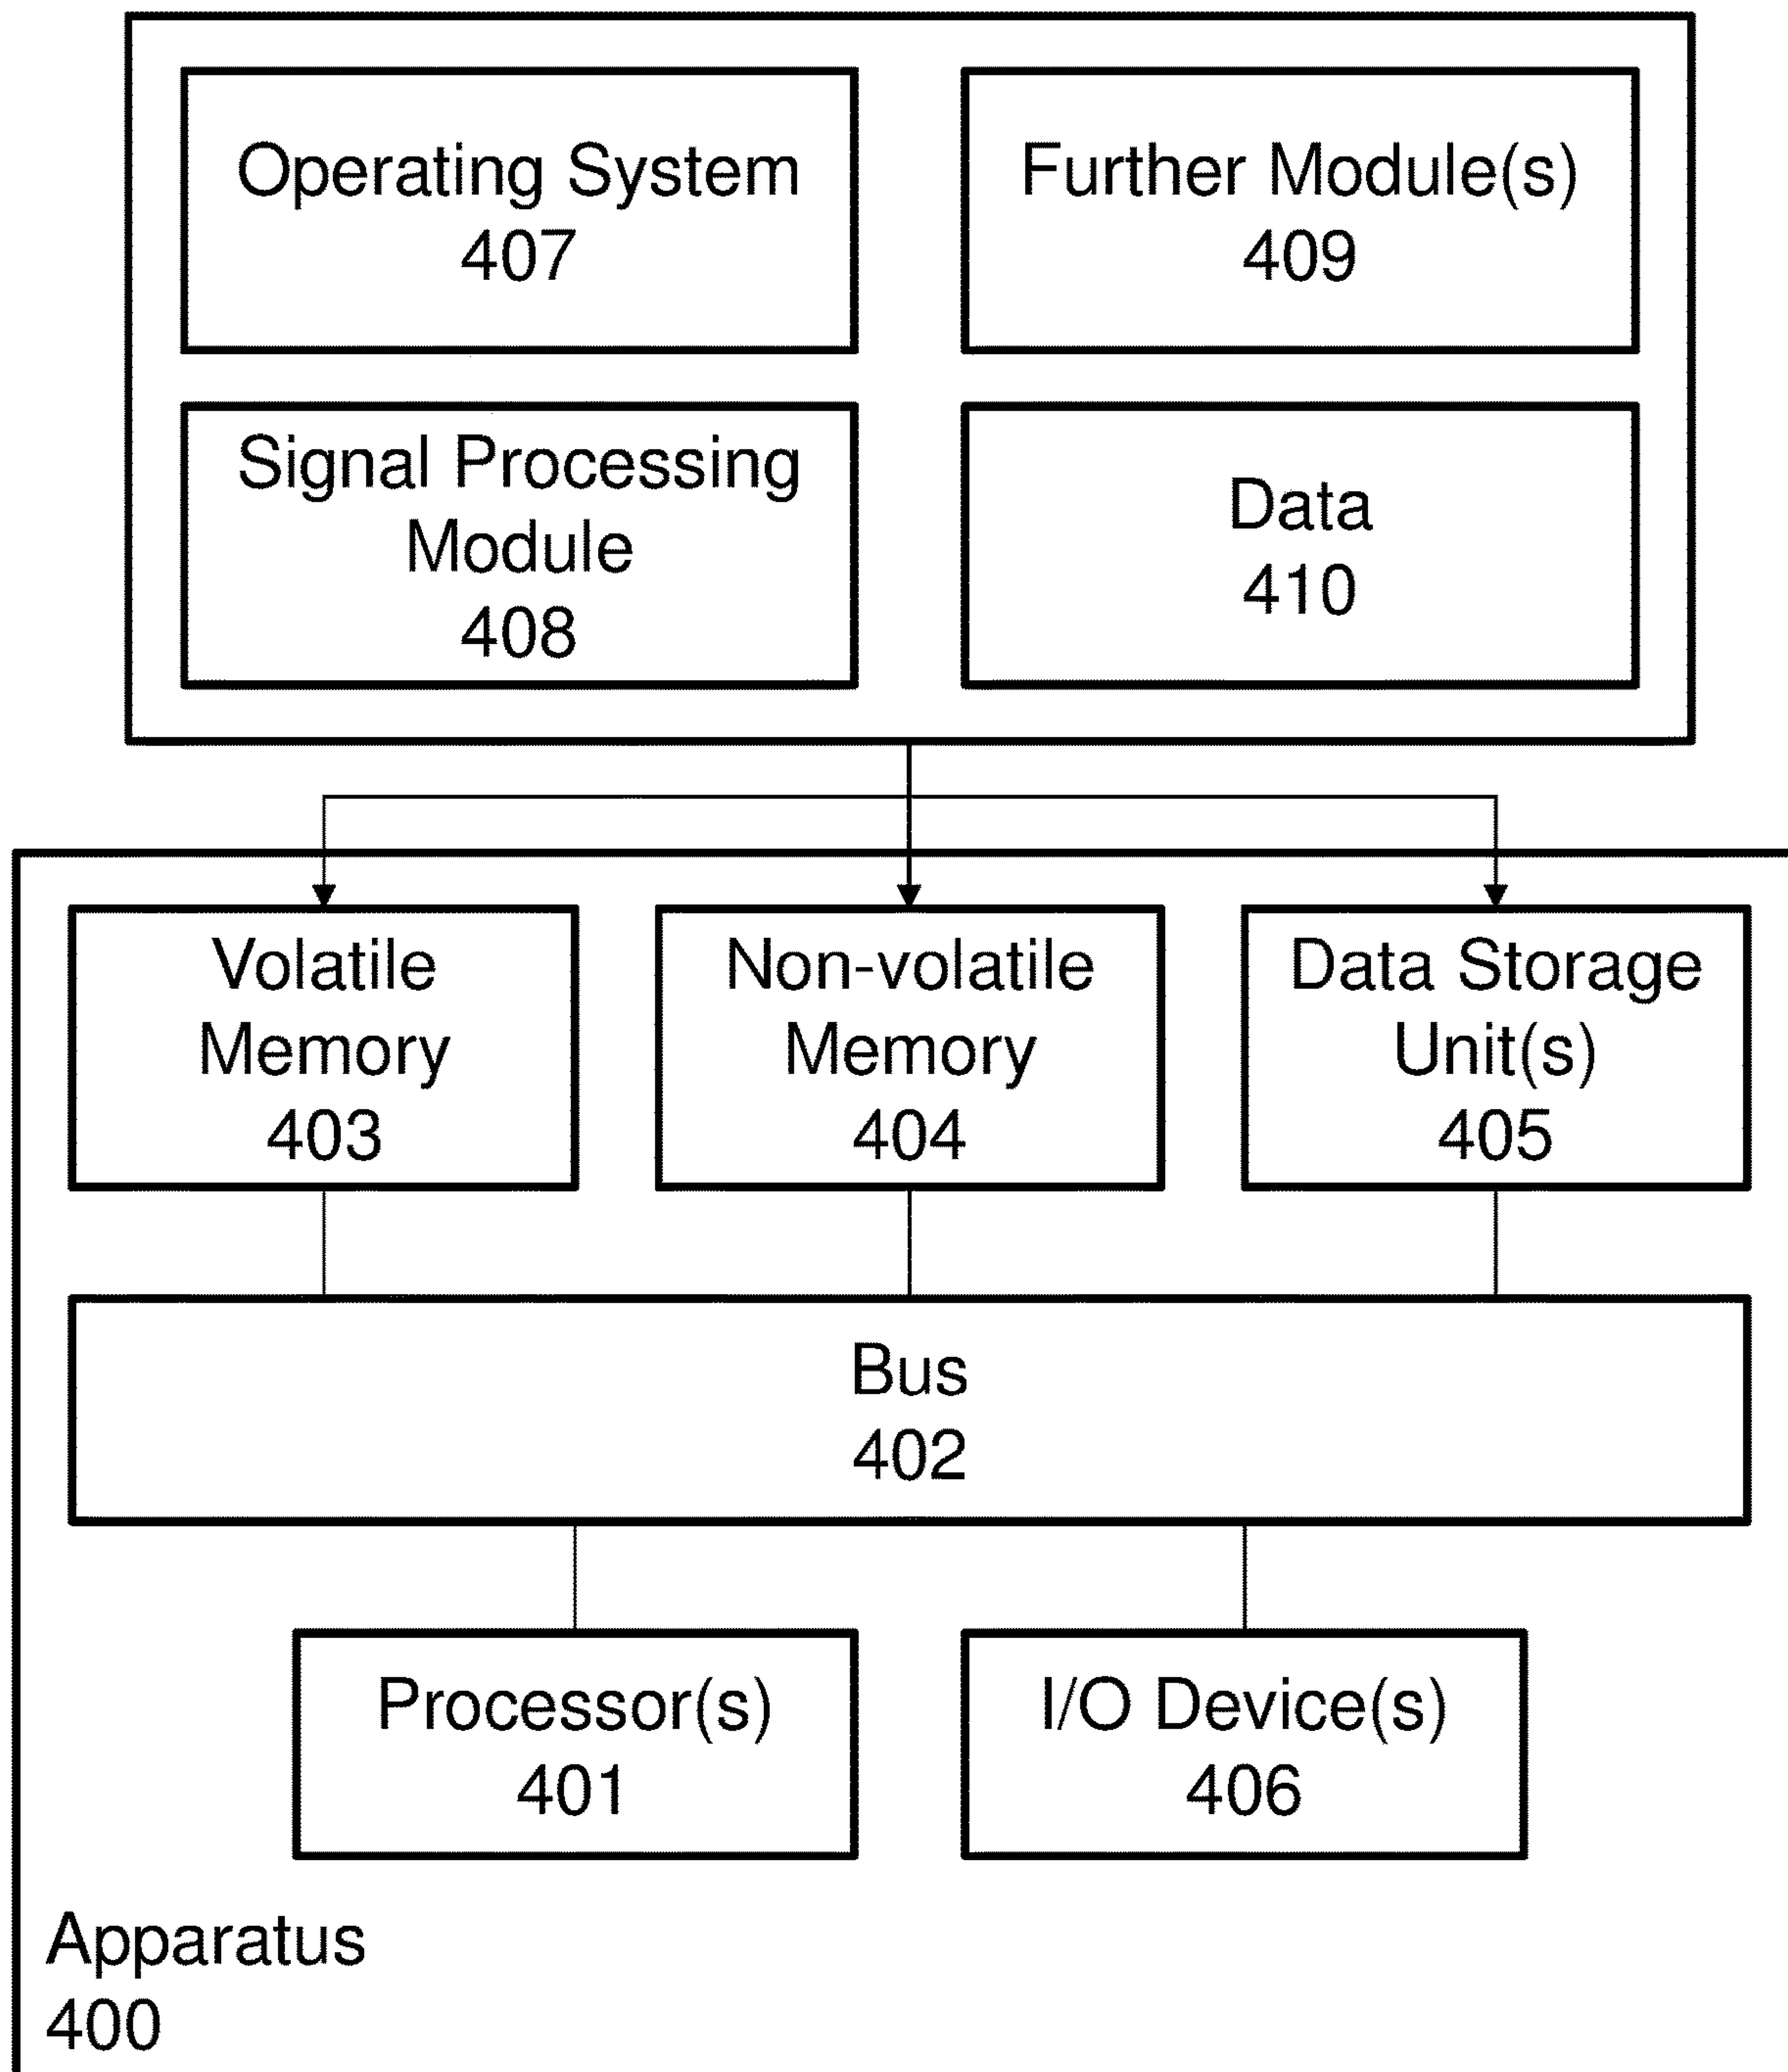 Operating System
407
Further Module(s)
409
Signal Processing
Module
408
Data
410
Volatile
Memory
403
Non-volatile
Memory
404
Data Storage
Unit(s)
405
Bus
402
Processor(s)
401
I/O Device(s)
406
Apparatus
400